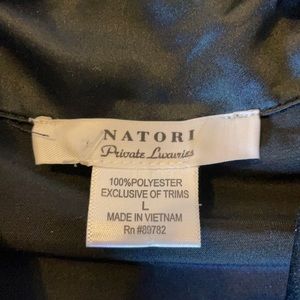 NATORI
Private Luxuries
100%POLYESTER
EXCLUSIVE OF TRIMS
L
MADE IN VIETNAM
Rn #89782